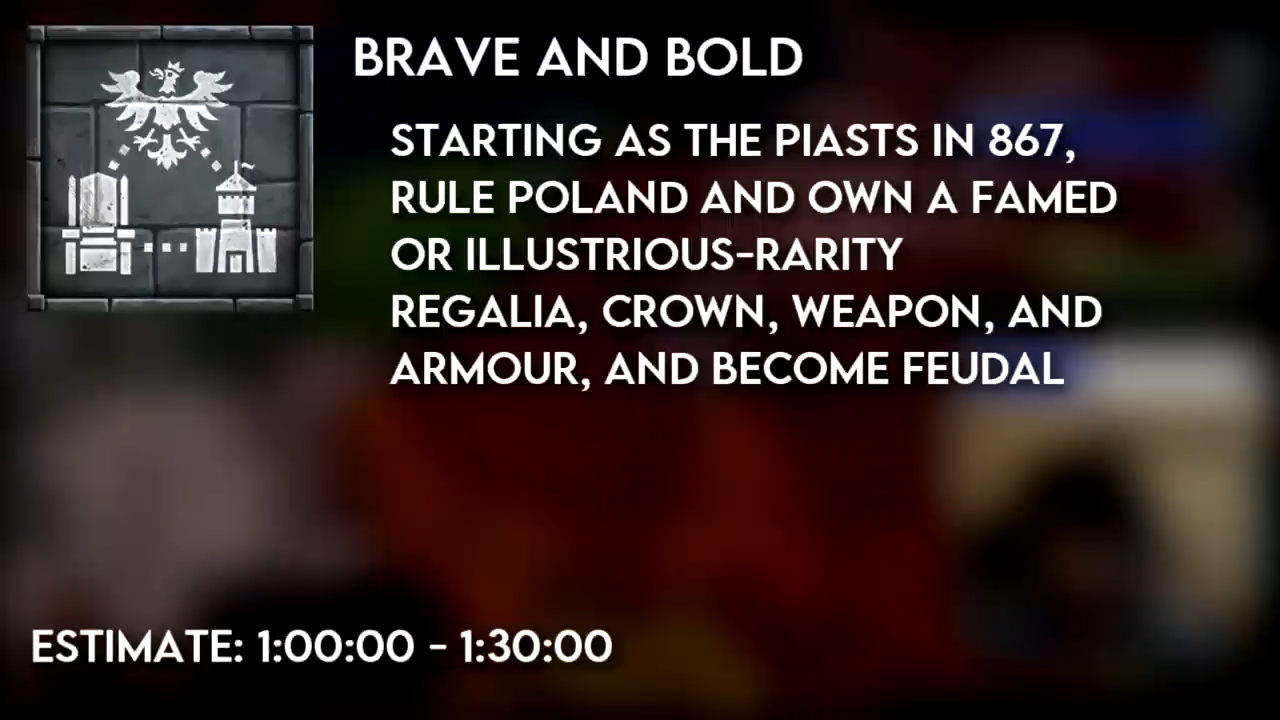 BRAVE AND BOLD
STARTING AS THE PIASTS IN 867,
RULE POLAND AND OWN A FAMED
OR ILLUSTRIOUS-RARITY
REGALIA, CROWN, WEAPON, AND
ARMOUR, AND BECOME FEUDAL
ESTIMATE: 1:00:00 - 1:30:00